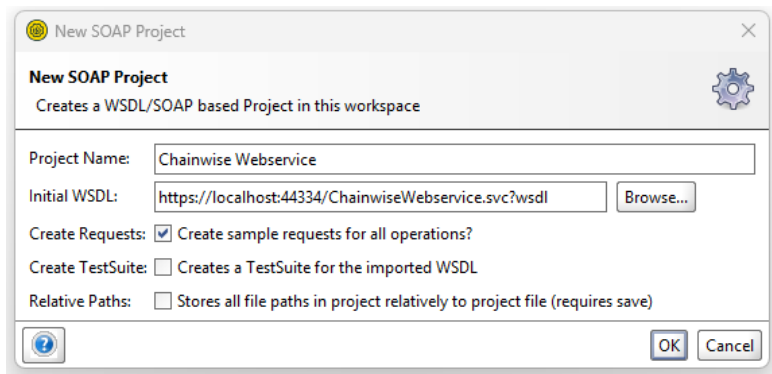 New SOAP Project
New SOAP Project
Creates a WSDL/SOAP based Project in this workspace
Project Name: Chainwise Webservice
Initial WSDL: https://localhost:44334/ChainwiseWebservice.svc?wsdl Browse...
Create Requests: Create sample requests for all operations?
Create TestSuite: Creates a TestSuite for the imported WSDL
Relative Paths: Stores all file paths in project relatively to project file (requires save)
? OK Cancel